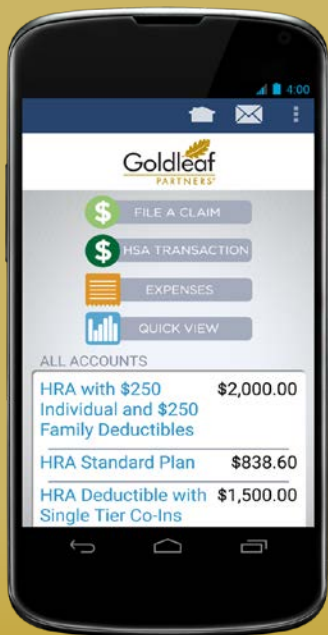 4:00
Goldleaf
PARTNERS®
FILE A CLAIM
HSA TRANSACTION
EXPENSES
QUICK VIEW
ALL ACCOUNTS
HRA with $250 $2,000.00
Individual and $250
Family Deductibles
HRA Standard Plan $838.60
HRA Deductible with $1,500.00
Single Tier Co-Ins